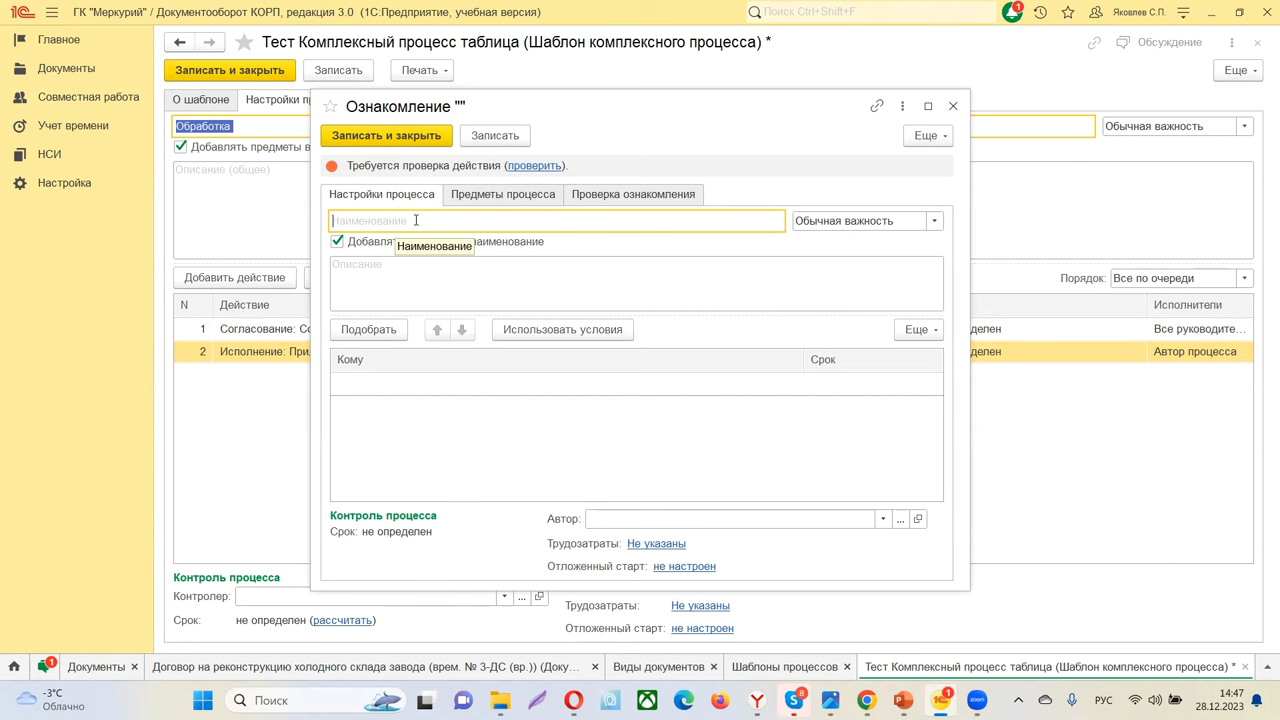 ГК "Меркурий" / Документооборот КОРП, редакция 3.0 (1С:Предприятие, учебная версия)
Поиск Ctrl+Shift+F
1
Яковлев С.П.
Главное
Документы
Совместная работа
Учет времени
НСИ
Настройка
Тест Комплексный процесс таблица (Шаблон комплексного процесса) *
Обсуждение
Записать и закрыть
Записать
Печать
Еще
О шаблоне
Настройки п
Обработка
Обычная важность
Добавлять предметы в
Описание (общее)
Добавить действие
Порядок:
Все по очереди
N
Действие
Исполнители
1
Согласование: Со
делен
Все руководите...
2
Исполнение: При
делен
Автор процесса
Контроль процесса
Контролер:
...
Срок:
не определен (рассчитать)
Трудозатраты:
Не указаны
Отложенный старт:
не настроен
Ознакомление ""
Записать и закрыть
Записать
Еще
Требуется проверка действия (проверить).
Настройки процесса
Предметы процесса
Проверка ознакомления
Наименование
Обычная важность
Добавлят
наименование
Наименование
Описание
Подобрать
Использовать условия
Еще
Кому
Срок
Контроль процесса
Срок: не определен
Автор:
...
Трудозатраты:
Не указаны
Отложенный старт:
не настроен
1
Документы
Договор на реконструкцию холодного склада завода (врем. № 3-ДС (вр.)) (Доку...
Виды документов
Шаблоны процессов
Тест Комплексный процесс таблица (Шаблон комплексного процесса) *
-3°C
Облачно
Поиск
8
1
РУС
14:47
28.12.2023